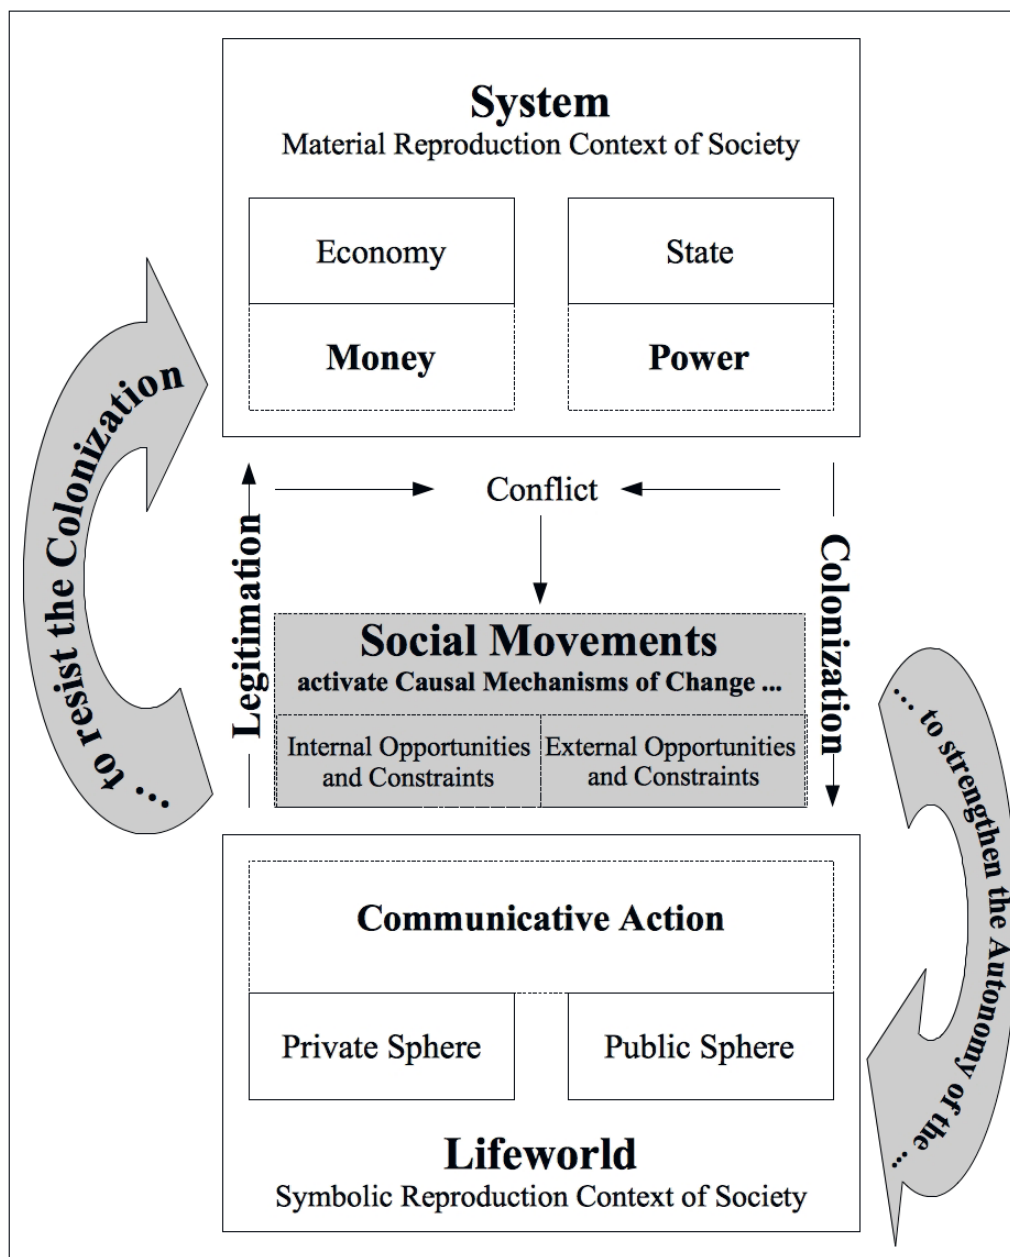 System
Material Reproduction Context of Society
Economy
State
Money
Power
... to resist the Colonization
Legitimation
Conflict
Colonization
Social Movements
activate Causal Mechanisms of Change ...
Internal Opportunities
and Constraints
External Opportunities
and Constraints
... to strengthen the Autonomy of the ...
Communicative Action
Private Sphere
Public Sphere
Lifeworld
Symbolic Reproduction Context of Society